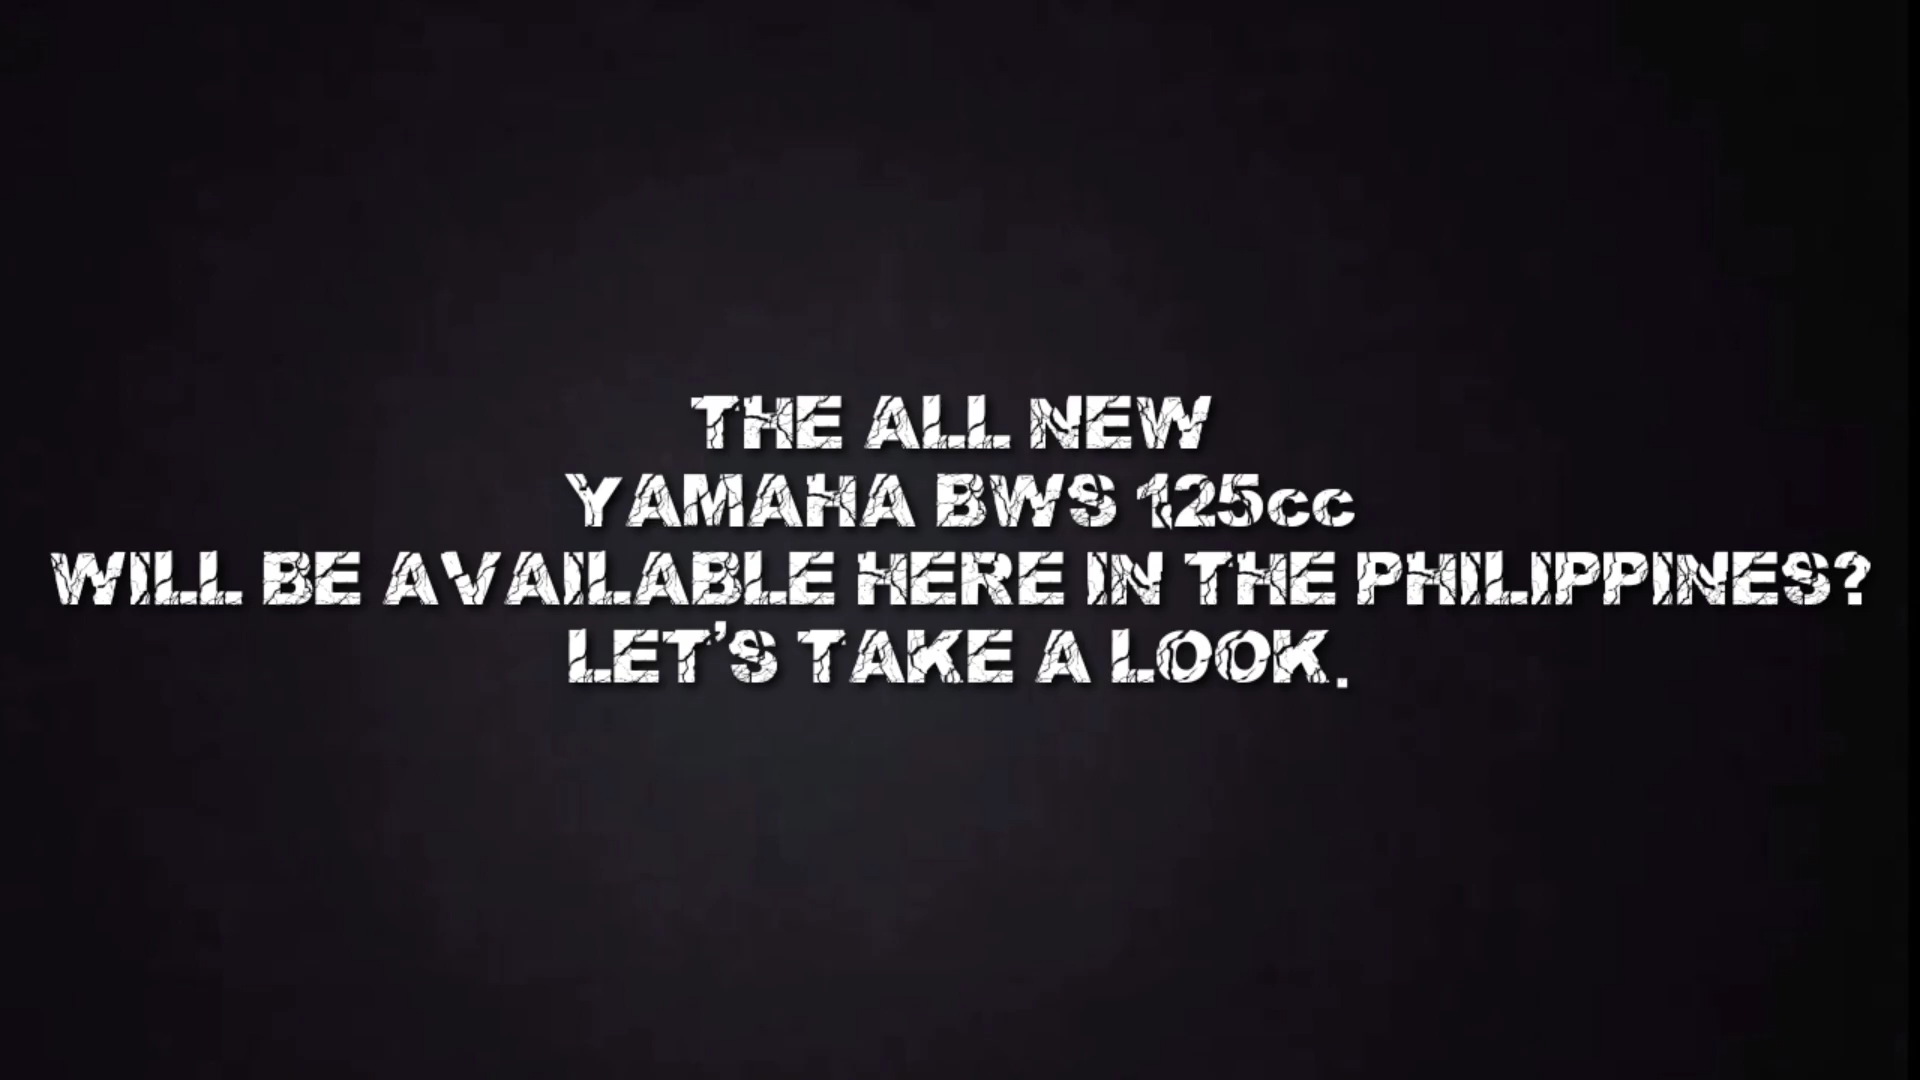 THE ALL NEW
YAMAHA BWS 125cc
WILL BE AVAILABLE HERE IN THE PHILIPPINES?
LET'S TAKE A LOOK.